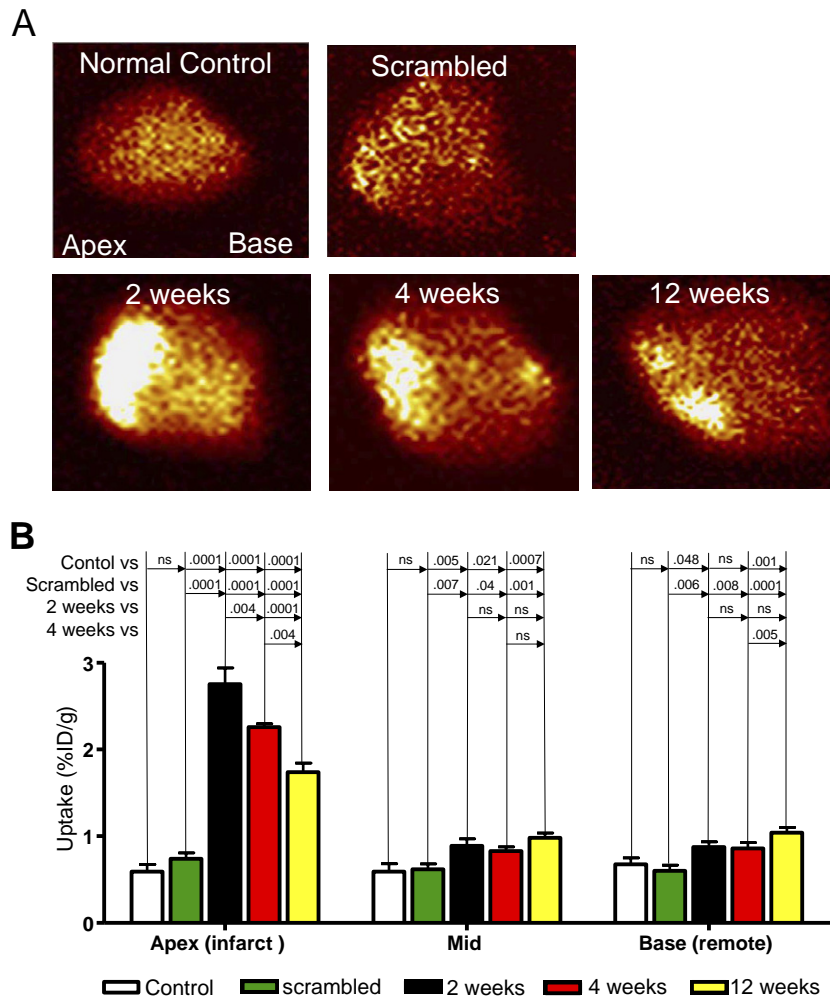 A
Normal Control
Scrambled
Apex Base
2 weeks
4 weeks
12 weeks
B
Contol vs ns .0001 .0001 .0001 ns .005 .021 .0007 ns .048 ns .001
Scrambled vs .0001 .0001 .0001 .007 .04 .001 .006 .008 .0001
2 weeks vs .004 .0001 ns ns ns ns
4 weeks vs .004 ns .005
Uptake (%ID/g)
3
2
1
0
Apex (infarct ) Mid Base (remote)
Control scrambled 2 weeks 4 weeks 12 weeks